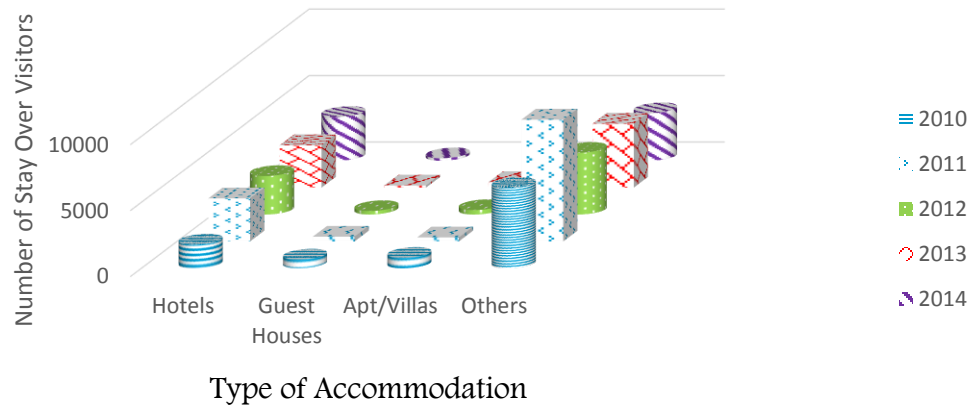 Number of Stay Over Visitors
10000
5000
0
Hotels
Guest
Houses
Apt/Villas
Others
Type of Accommodation
2010
2011
2012
2013
2014